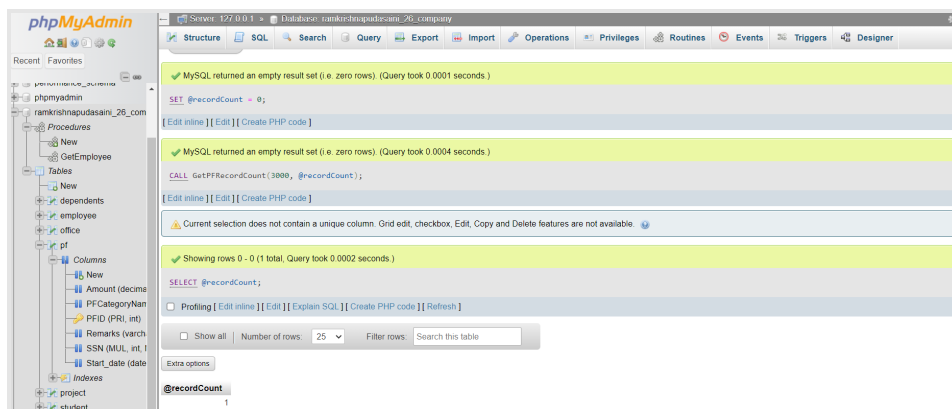 phpMyAdmin
Recent Favorites
performance_schema
phpmyadmin
ramkrishnapudasaini_26_com
Procedures
New
GetEmployee
Tables
New
dependents
employee
office
pf
Columns
New
Amount (decima
PFCategoryNan
PFID (PRI, int)
Remarks (varch
SSN (MUL, int, I
Start_date (date
Indexes
project
student
Server: 127.0.0.1 » Database: ramkrishnapudasaini_26_company
Structure SQL Search Query Export Import Operations Privileges Routines Events Triggers Designer
MySQL returned an empty result set (i.e. zero rows). (Query took 0.0001 seconds.)
SET @recordCount = 0;
[ Edit inline ] [ Edit ] [ Create PHP code ]
MySQL returned an empty result set (i.e. zero rows). (Query took 0.0004 seconds.)
CALL GetPFRecordCount(3000, @recordCount);
[ Edit inline ] [ Edit ] [ Create PHP code ]
Current selection does not contain a unique column. Grid edit, checkbox, Edit, Copy and Delete features are not available.
Showing rows 0 - 0 (1 total, Query took 0.0002 seconds.)
SELECT @recordCount;
Profiling [ Edit inline ] [ Edit ] [ Explain SQL ] [ Create PHP code ] [ Refresh ]
Show all Number of rows: 25 Filter rows: Search this table
Extra options
@recordCount
1